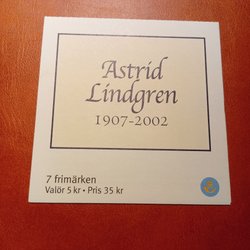 Astrid
Lindgren
1907-2002
7 frimärken
Valör 5 kr • Pris 35 kr